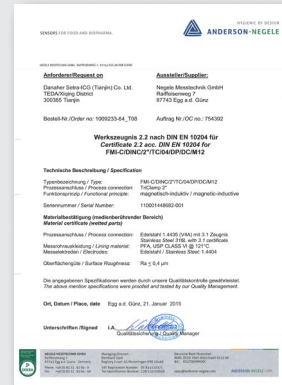 SENSORS FOR FOOD AND BIOPHARMA.
HYGIENIC BY DESIGN
ANDERSON-NEGELE
Anforderer/Request on
Aussteller/Supplier:
Danaher Setra-ICG (Tianjin) Co. Ltd.
TEDA/Xiqing District
300385 Tianjin
Negele Messtechnik GmbH
Raiffeisenweg 7
87743 Egg a.d. Günz
Bestell-Nr./Order no: 1009233-64_T08
Auftrag Nr./OC no.: 754392
Werkszeugnis 2.2 nach DIN EN 10204 für
Certificate 2.2 acc. DIN EN 10204 for
FMI-C/DINC/2"/TC/04/DP/DC/M12
Technische Beschreibung / Specification
Typenbezeichnung / Type: FMI-C/DINC/2"/TC/04/DP/DC/M12
Prozessanschluss / Process connection: TriClamp 2"
Funktionsprinzip / Functional principle: magnetisch-induktiv / magnetic-inductive
Seriennummer / Serial Number: 110001448692-001
Materialbestätigung (medienberührender Bereich)
Material certificate (wetted parts)
Prozessanschluss / Process connection: Edelstahl 1.4435 (V4A) mit 3.1 Zeugnis
Stainless Steel 316L with 3.1 certificate
Messrohrauskleidung / Lining material: PFA, USP CLASS VI @ 121°C
Messelektroden / Electrodes: Edelstahl / Stainless Steel: 1.4404
Oberflächengüte / Surface Roughness: Ra ≤ 0,4 µm
Die angegebenen Spezifikationen werden durch unsere Qualitätskontrolle gewährleistet.
The above mention specifications were proofed and tested by our Quality Management.
Ort, Datum / Place, date Egg a.d. Günz, 21. Januar 2015
Unterschriften /Signed i.A.
Qualitätssicherung / Quality Manager
NEGELE MESSTECHNIK GMBH